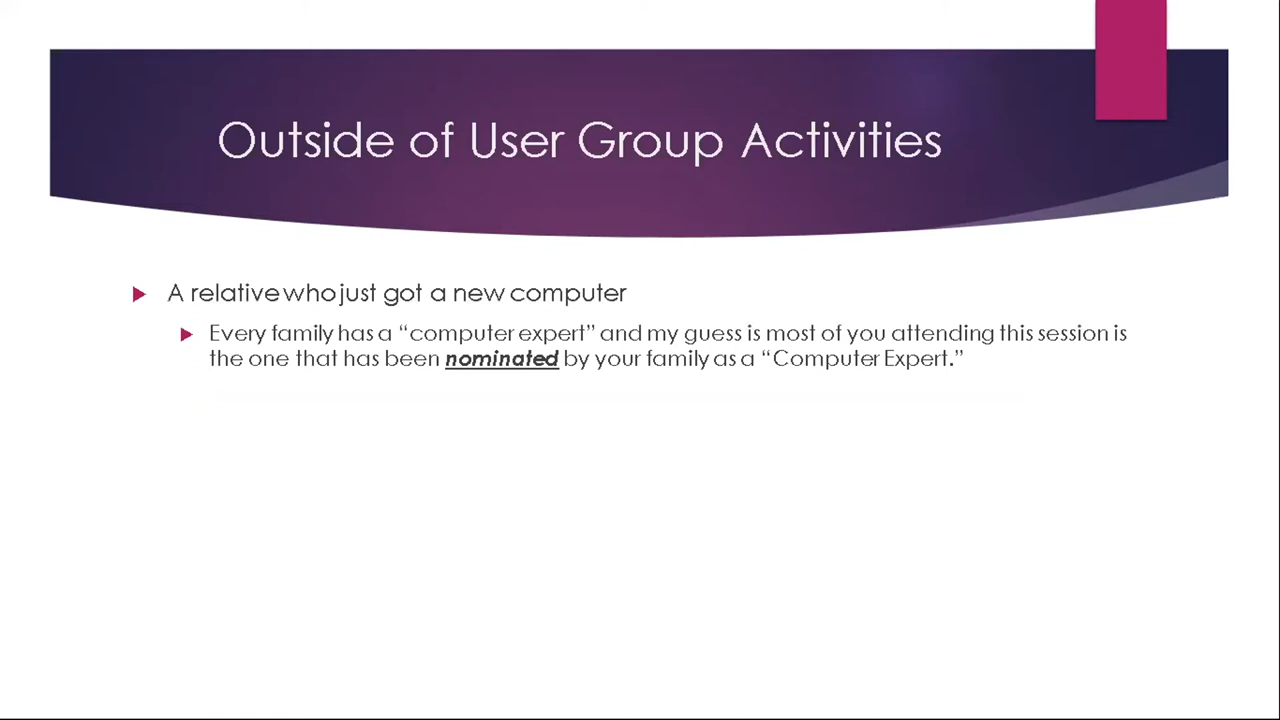 Outside of User Group Activities
A relative who just got a new computer
Every family has a “computer expert” and my guess is most of you attending this session is
the one that has been nominated by your family as a “Computer Expert.”